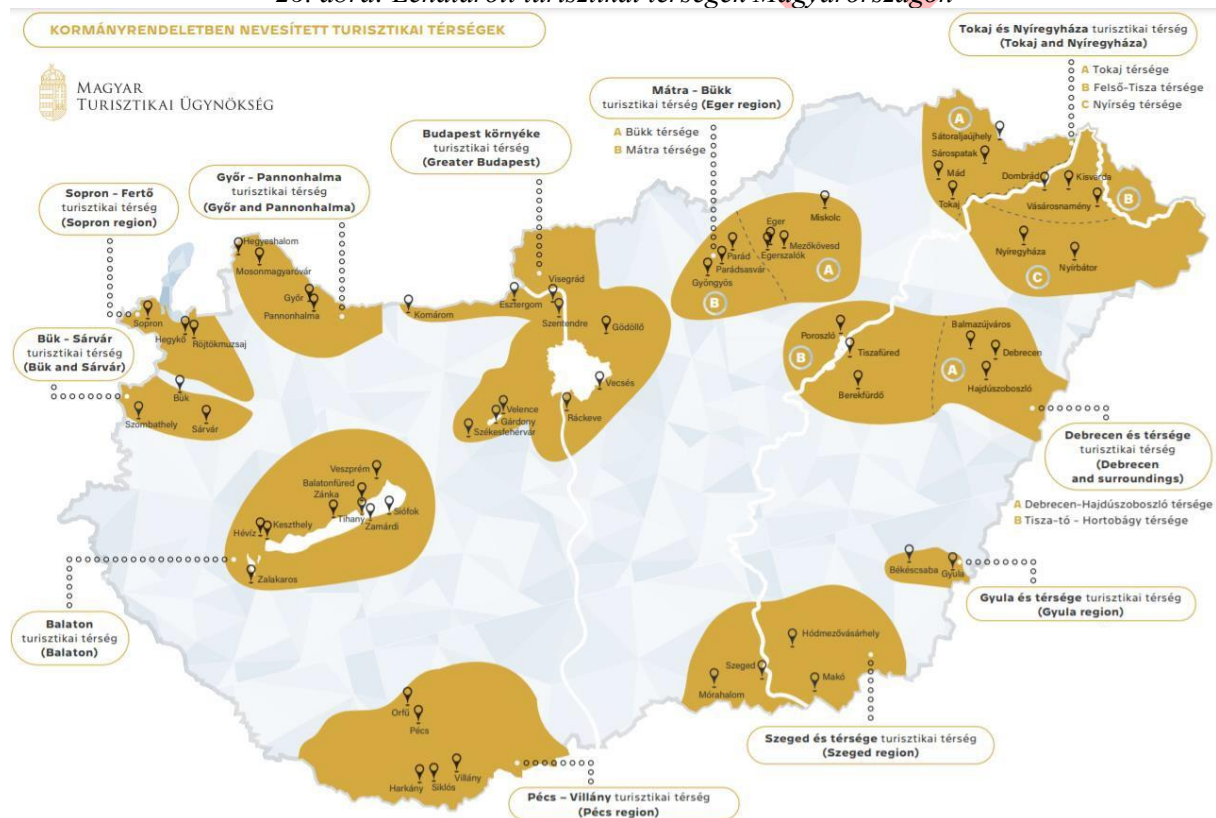 26. ábra: Lehatárolt turisztikai térségek Magyarországon
KORMÁNYRENDELETBEN NEVESÍTETT TURISZTIKAI TÉRSÉGEK
MAGYAR
TURISZTIKAI ÜGYNÖKSÉG
Tokaj és Nyíregyháza turisztikai térség
(Tokaj and Nyíregyháza)
A Tokaj térsége
B Felső-Tisza térsége
C Nyírség térsége
Mátra - Bükk
turisztikai térség (Eger region)
A Bükk térsége
B Mátra térsége
Budapest környéke
turisztikai térség
(Greater Budapest)
Győr - Pannonhalma
turisztikai térség
(Győr and Pannonhalma)
Sopron - Fertő
turisztikai térség
(Sopron region)
Bük - Sárvár
turisztikai térség
(Bük and Sárvár)
A
Sátoraljaújhely
Sárospatak
Mád
Tokaj
Dombrád
Kisvárda
Vásárosnamény
B
Nyíregyháza
Nyírbátor
C
Miskolc
Eger
Mezőkövesd
Egerszalók
Parád
Parádsasvár
Gyöngyös
A
B
Hegyeshalom
Mosonmagyaróvár
Győr
Pannonhalma
Komárom
Esztergom
Visegrád
Szentendre
Gödöllő
Vecsés
Ráckeve
Velence
Gárdony
Székesfehérvár
Sopron
Hegykő
Röjtökmuzsaj
Bük
Szombathely
Sárvár
Poroszló
Tiszafüred
Berekfürdő
B
Balmazújváros
Debrecen
Hajdúszoboszló
A
Debrecen és térsége
turisztikai térség
(Debrecen
and surroundings)
A Debrecen-Hajdúszoboszló térsége
B Tisza-tó - Hortobágy térsége
Veszprém
Balatonfüred
Zánka
Tihany
Siófok
Zamárdi
Keszthely
Hévíz
Zalakaros
Balaton
turisztikai térség
(Balaton)
Békéscsaba
Gyula
Gyula és térsége turisztikai térség
(Gyula region)
Hódmezővásárhely
Szeged
Makó
Mórahalom
Szeged és térsége turisztikai térség
(Szeged region)
Orfű
Pécs
Harkány
Siklós
Villány
Pécs – Villány turisztikai térség
(Pécs region)